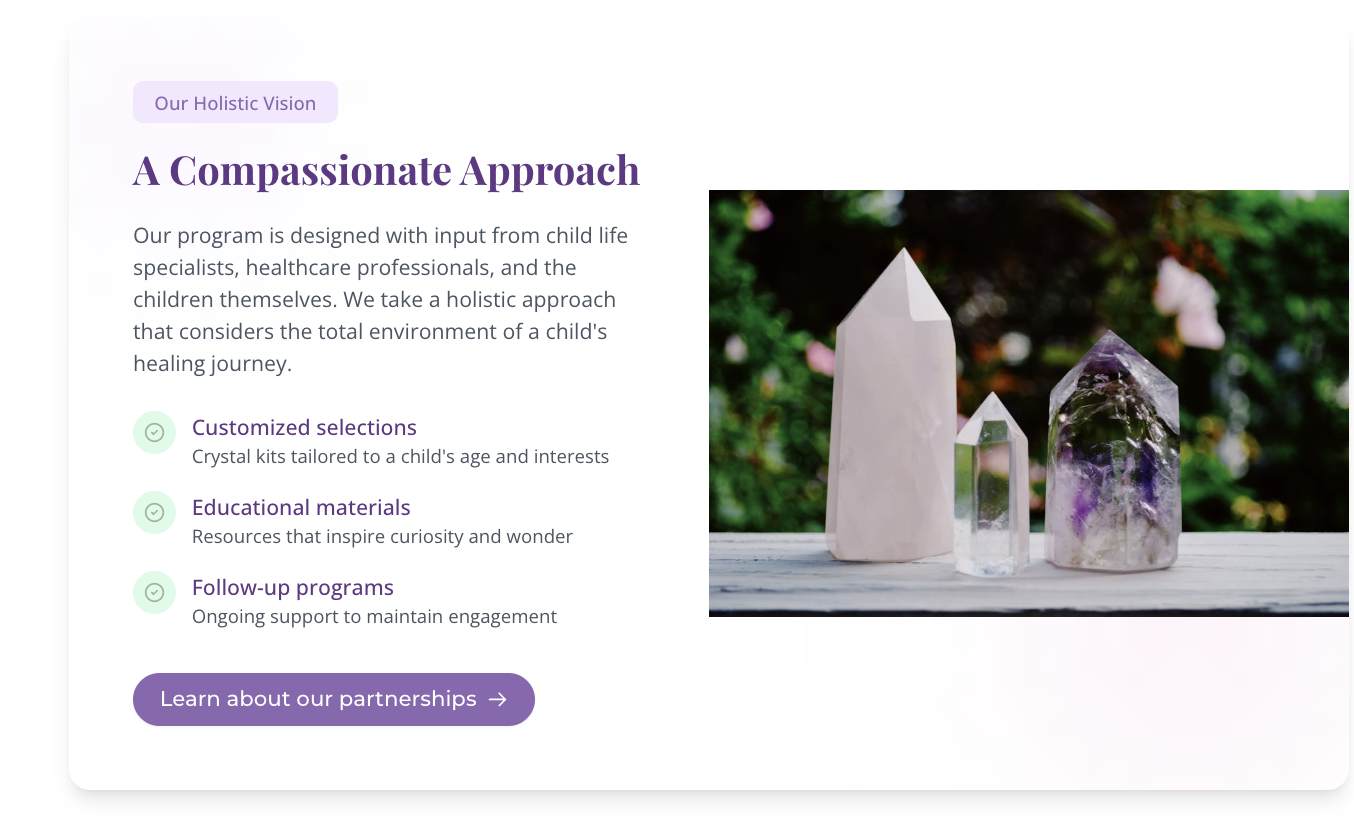 Our Holistic Vision
A Compassionate Approach
Our program is designed with input from child life
specialists, healthcare professionals, and the
children themselves. We take a holistic approach
that considers the total environment of a child's
healing journey.
Customized selections
Crystal kits tailored to a child's age and interests
Educational materials
Resources that inspire curiosity and wonder
Follow-up programs
Ongoing support to maintain engagement
Learn about our partnerships →